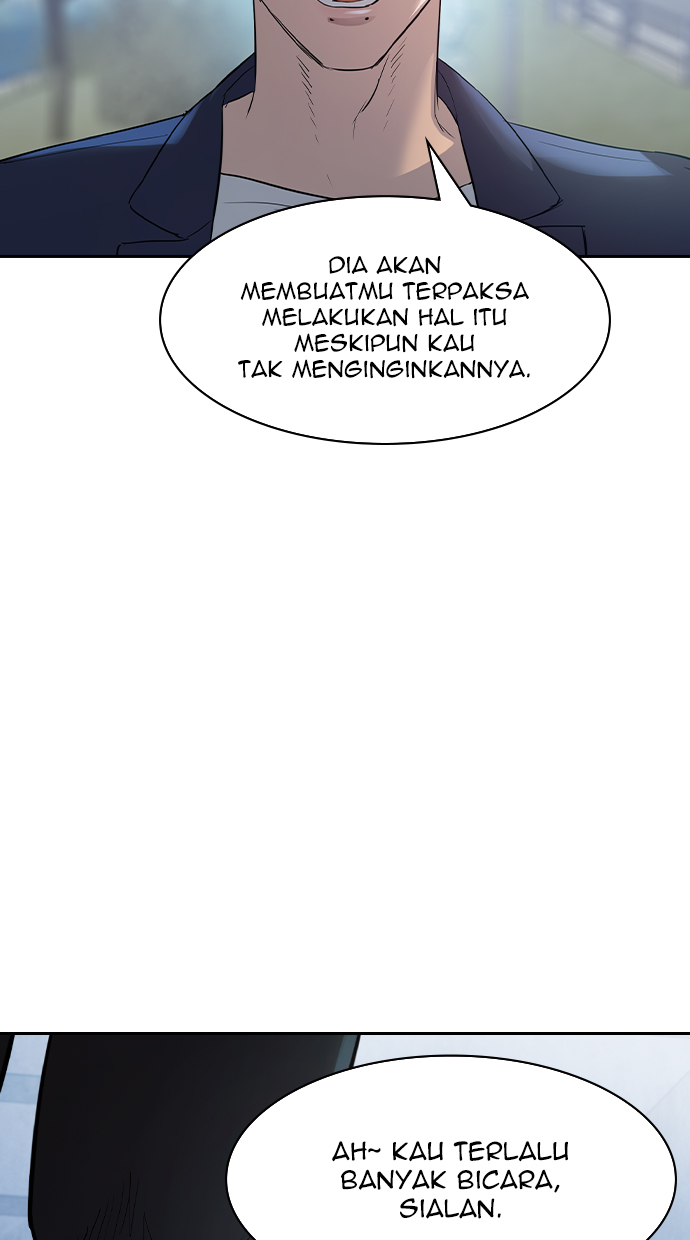 DIA AKAN
MEMBUATMU TERPAKSA
MELAKUKAN HAL ITU
MESKIPUN KAU
TAK MENGINGINKANNYA.
AH~ KAU TERLALU
BANYAK BICARA,
SIALAN.